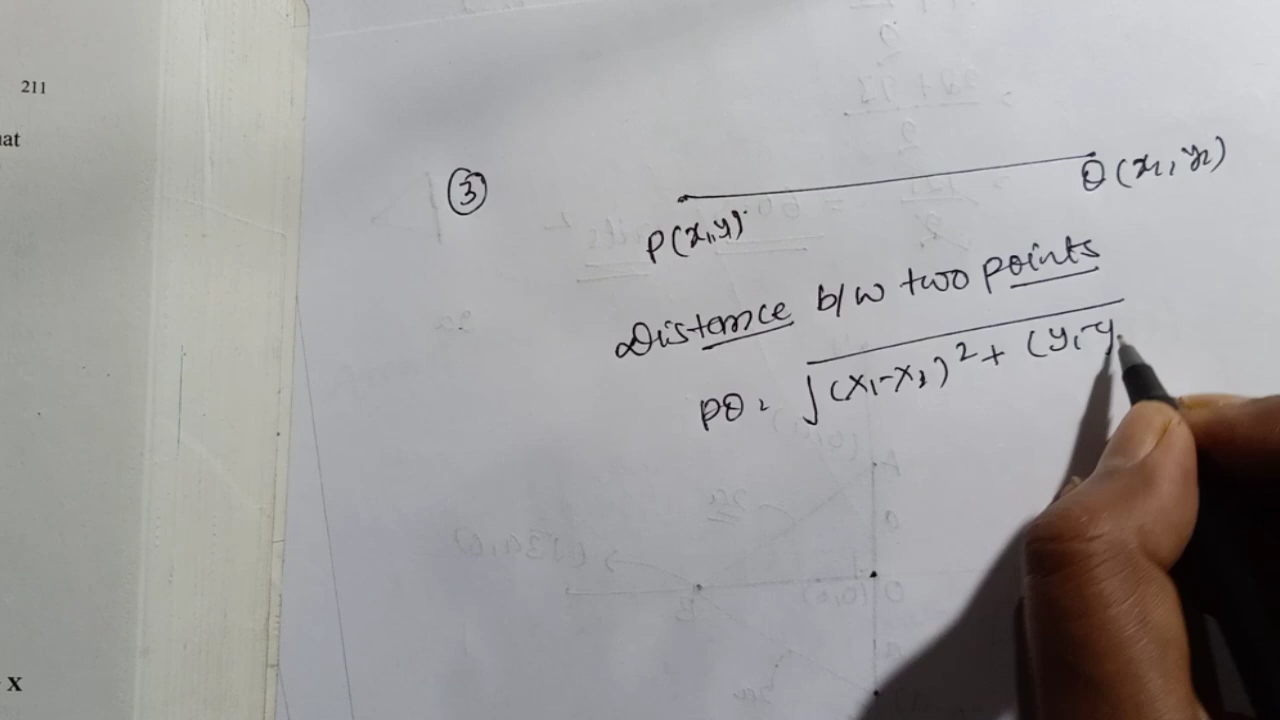 211
at
③
Q(x₂, y₂)
P(x₁, y₁)
Distance b/w two points
PQ = √(x₁-x₂)² + (y₁-y
X